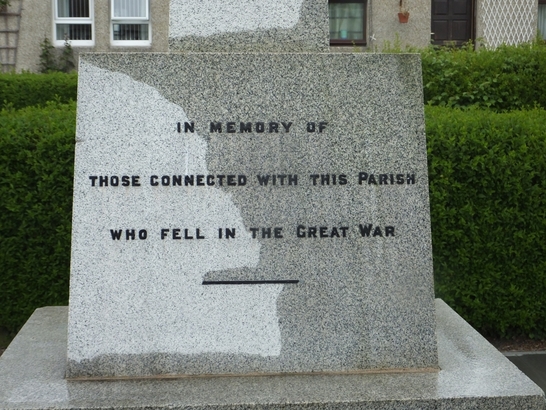 IN MEMORY OF
THOSE CONNECTED WITH THIS PARISH
WHO FELL IN THE GREAT WAR